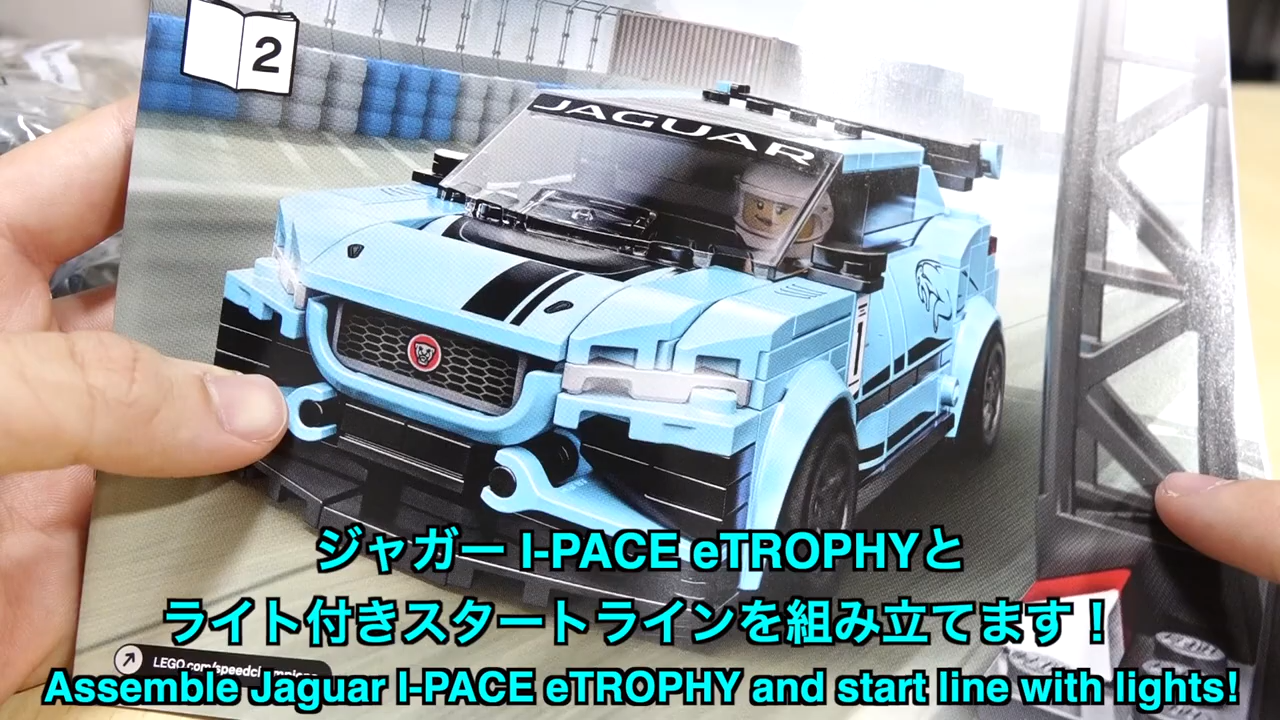 2
JAGUAR
1
ジャガー I-PACE eTROPHYと
ライト付きスタートラインを組み立てます！
LEGO.com/speedchampions
Assemble Jaguar I-PACE eTROPHY and start line with lights!